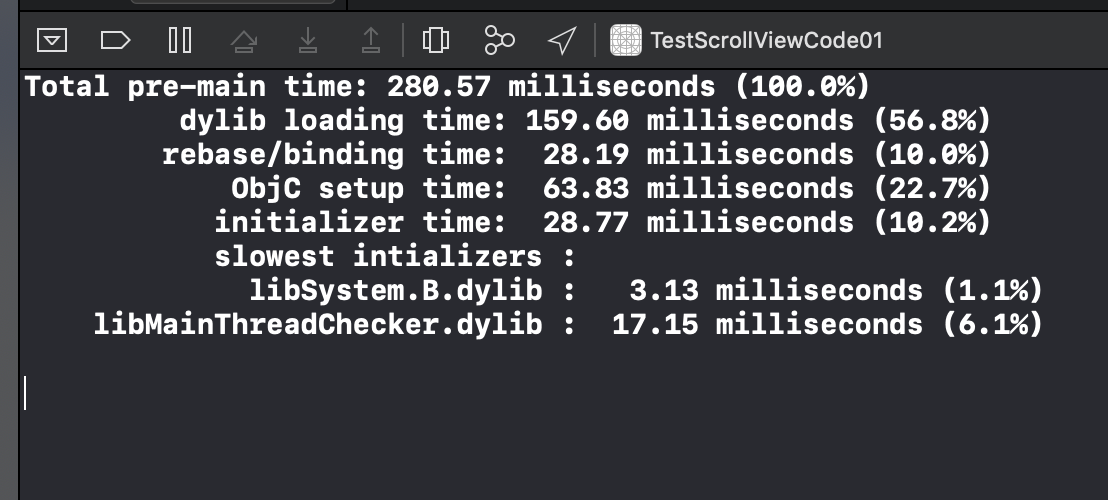 TestScrollViewCode01
Total pre-main time: 280.57 milliseconds (100.0%)
dylib loading time: 159.60 milliseconds (56.8%)
rebase/binding time: 28.19 milliseconds (10.0%)
ObjC setup time: 63.83 milliseconds (22.7%)
initializer time: 28.77 milliseconds (10.2%)
slowest intializers :
libSystem.B.dylib : 3.13 milliseconds (1.1%)
libMainThreadChecker.dylib : 17.15 milliseconds (6.1%)